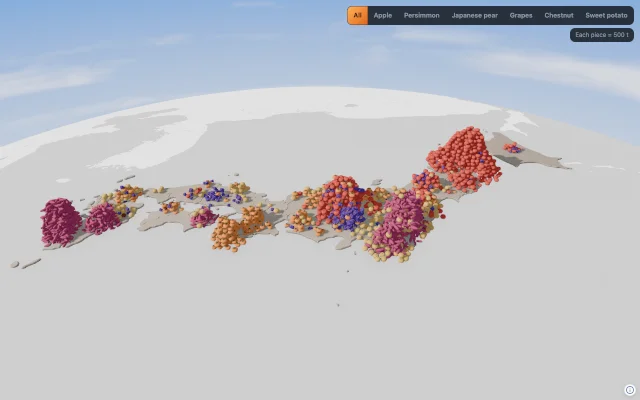 All Apple Persimmon Japanese pear Grapes Chestnut Sweet potato
Each piece = 500 t